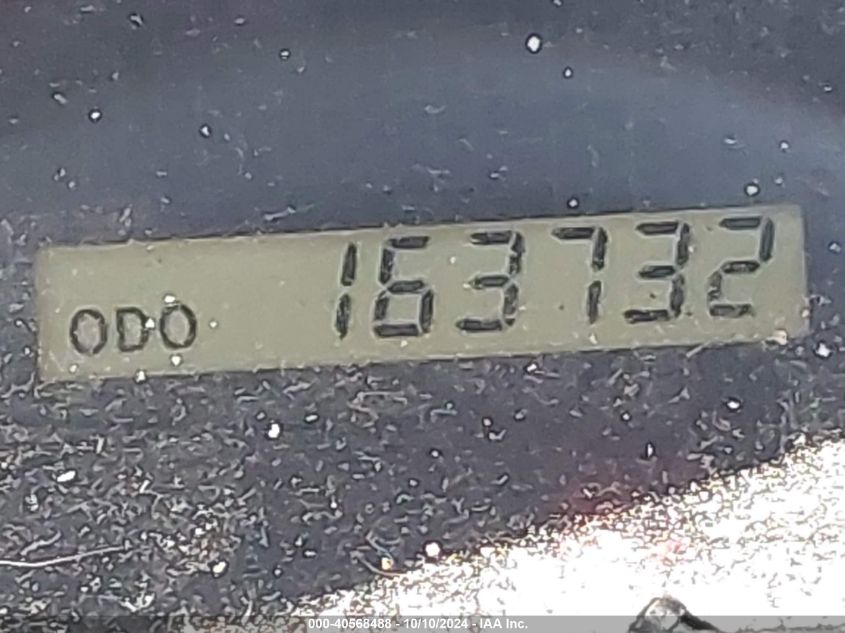 ODO 163732
000-40568488 - 10/10/2024 - IAA Inc.